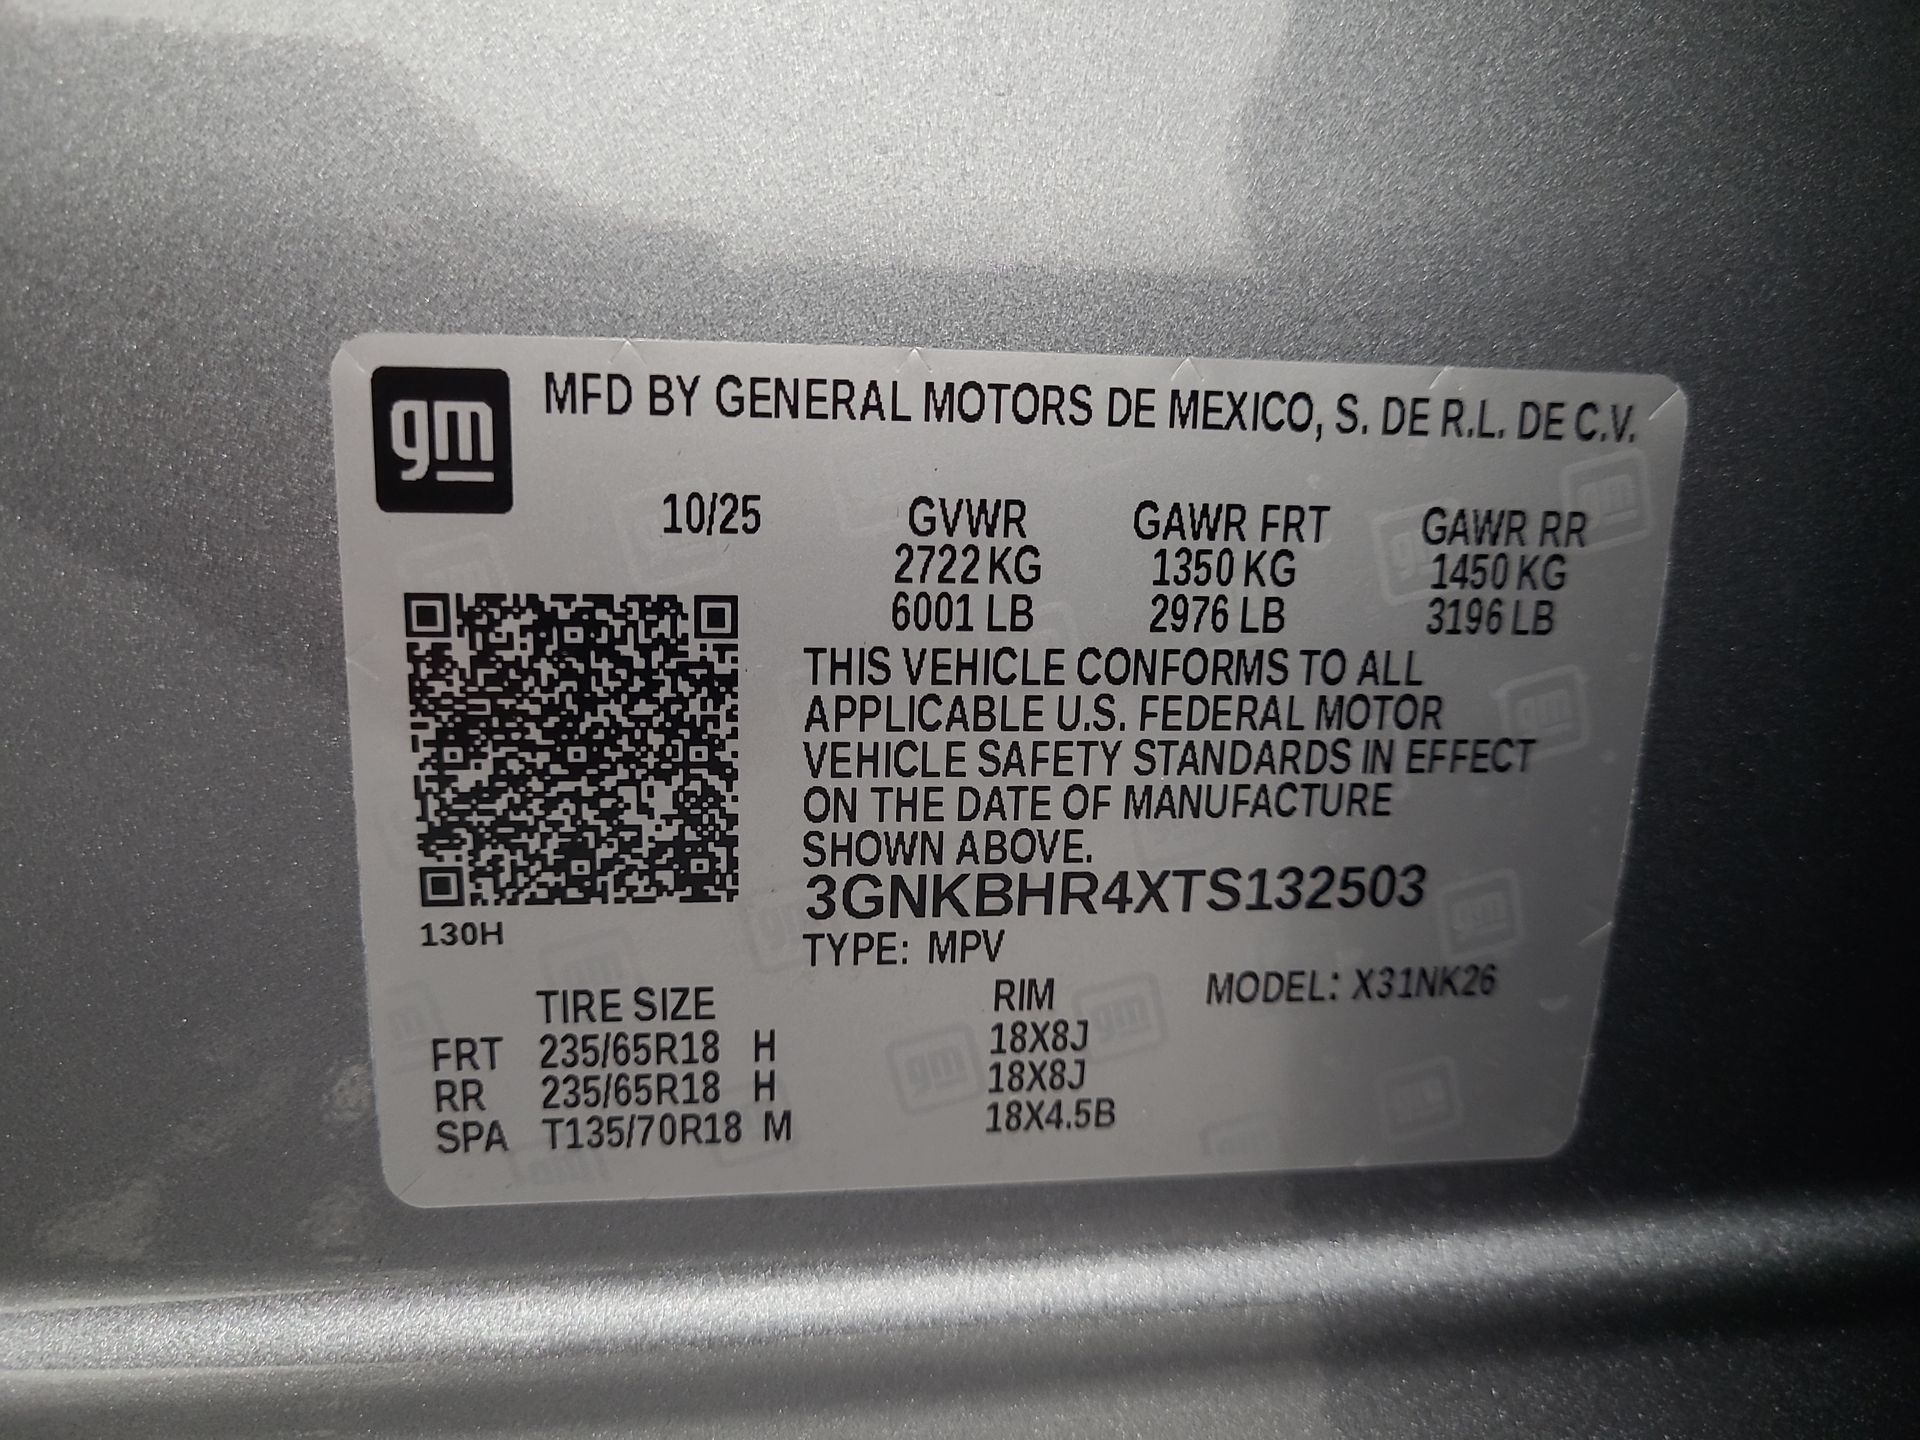 gm
MFD BY GENERAL MOTORS DE MEXICO, S. DE R.L. DE C.V.
10/25 GVWR GAWR FRT GAWR RR
2722 KG 1350 KG 1450 KG
6001 LB 2976 LB 3196 LB
THIS VEHICLE CONFORMS TO ALL
APPLICABLE U.S. FEDERAL MOTOR
VEHICLE SAFETY STANDARDS IN EFFECT
ON THE DATE OF MANUFACTURE
SHOWN ABOVE.
3GNKBHR4XTS132503
130H
TYPE: MPV
MODEL: X31NK26
TIRE SIZE RIM
FRT 235/65R18 H 18X8J
RR 235/65R18 H 18X8J
SPA T135/70R18 M 18X4.5B